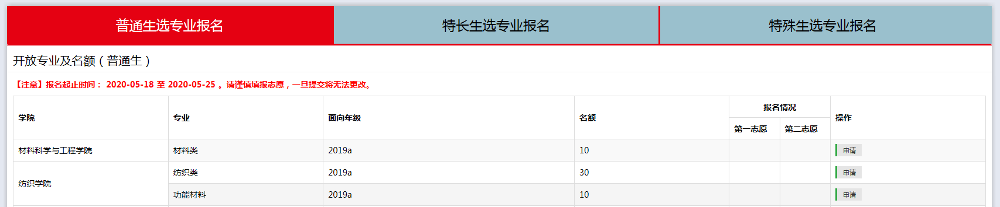 普通生选专业报名 特长生选专业报名 特殊生选专业报名
开放专业及名额（普通生）
【注意】报名起止时间： 2020-05-18 至 2020-05-25 。请谨慎填报志愿，一旦提交将无法更改。
学院 专业 面向年级 名额 报名情况 操作
第一志愿 第二志愿
材料科学与工程学院 材料类 2019a 10 申请
纺织学院 纺织类 2019a 30 申请
功能材料 2019a 10 申请